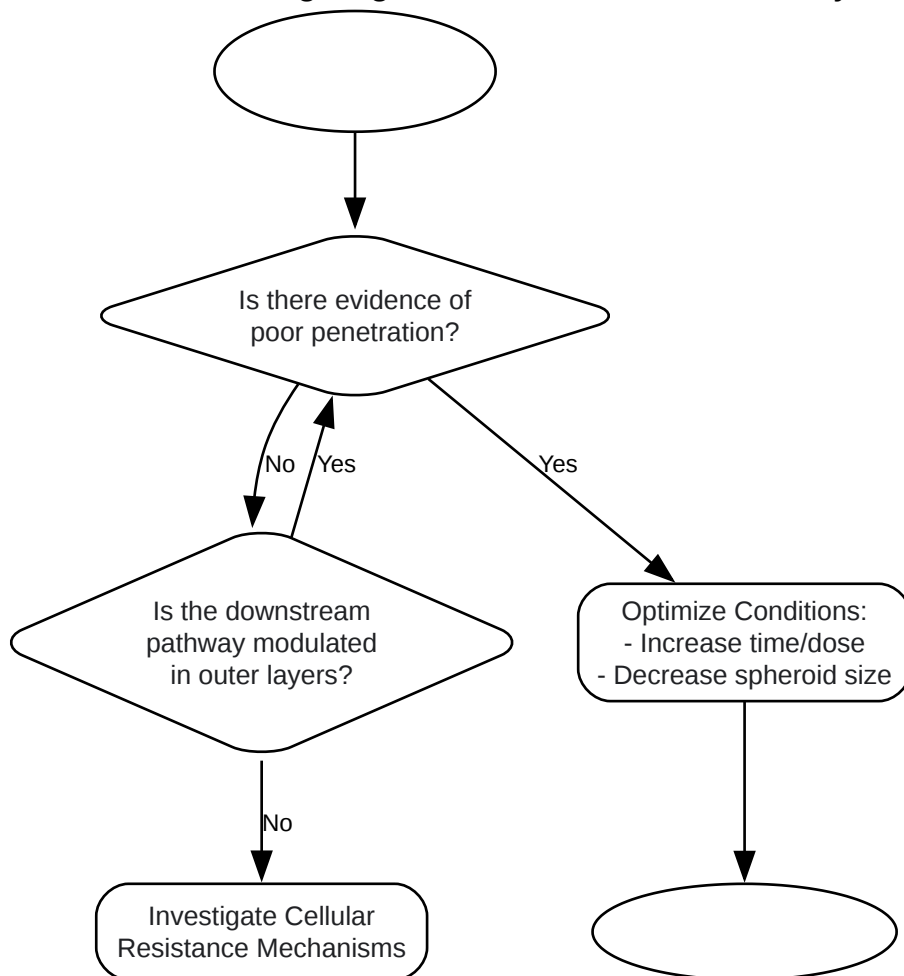 Is there evidence of
poor penetration?
No
Yes
Yes
Is the downstream
pathway modulated
in outer layers?
Optimize Conditions:
- Increase time/dose
- Decrease spheroid size
No
Investigate Cellular
Resistance Mechanisms